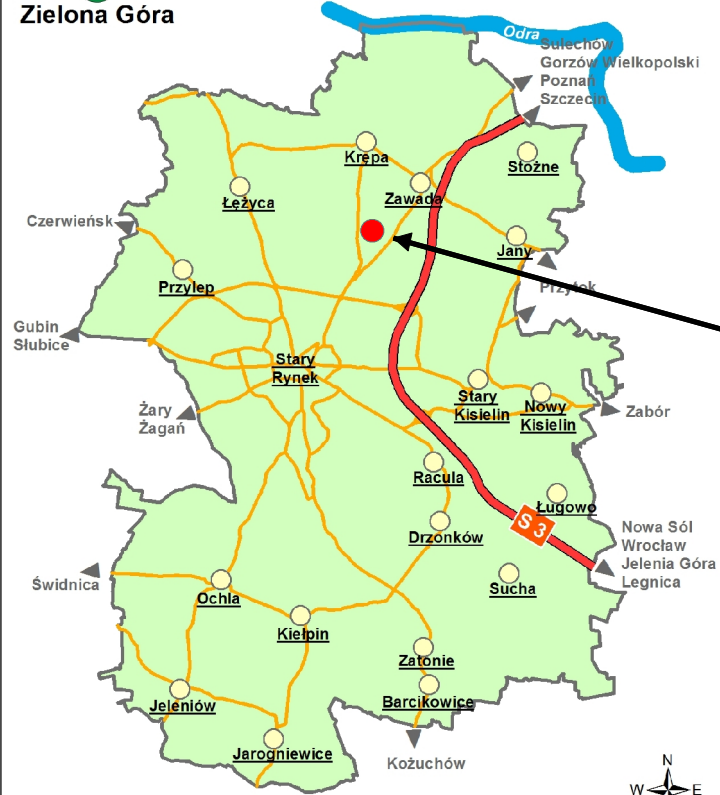 Zielona Góra
Odra
Sulechów
Gorzów Wielkopolski
Poznań
Szczecin
Krępa
Stożne
Zawada
Łężyca
Czerwieńsk
Jany
Przylep
Przytok
Gubin
Słubice
Stary
Rynek
Stary
Kisielin
Nowy
Kisielin
Zabór
Żary
Żagań
Racula
Ługowo
S 3
Drzonków
Nowa Sól
Wrocław
Jelenia Góra
Legnica
Sucha
Świdnica
Ochla
Kiełpin
Zatonie
Barcikowice
Jeleniów
Jarogniewice
Kożuchów
N
W
E